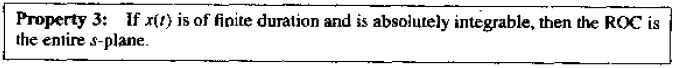 Property 3: If x(t) is of finite duration and is absolutely integrable, then the ROC is
the entire s-plane.